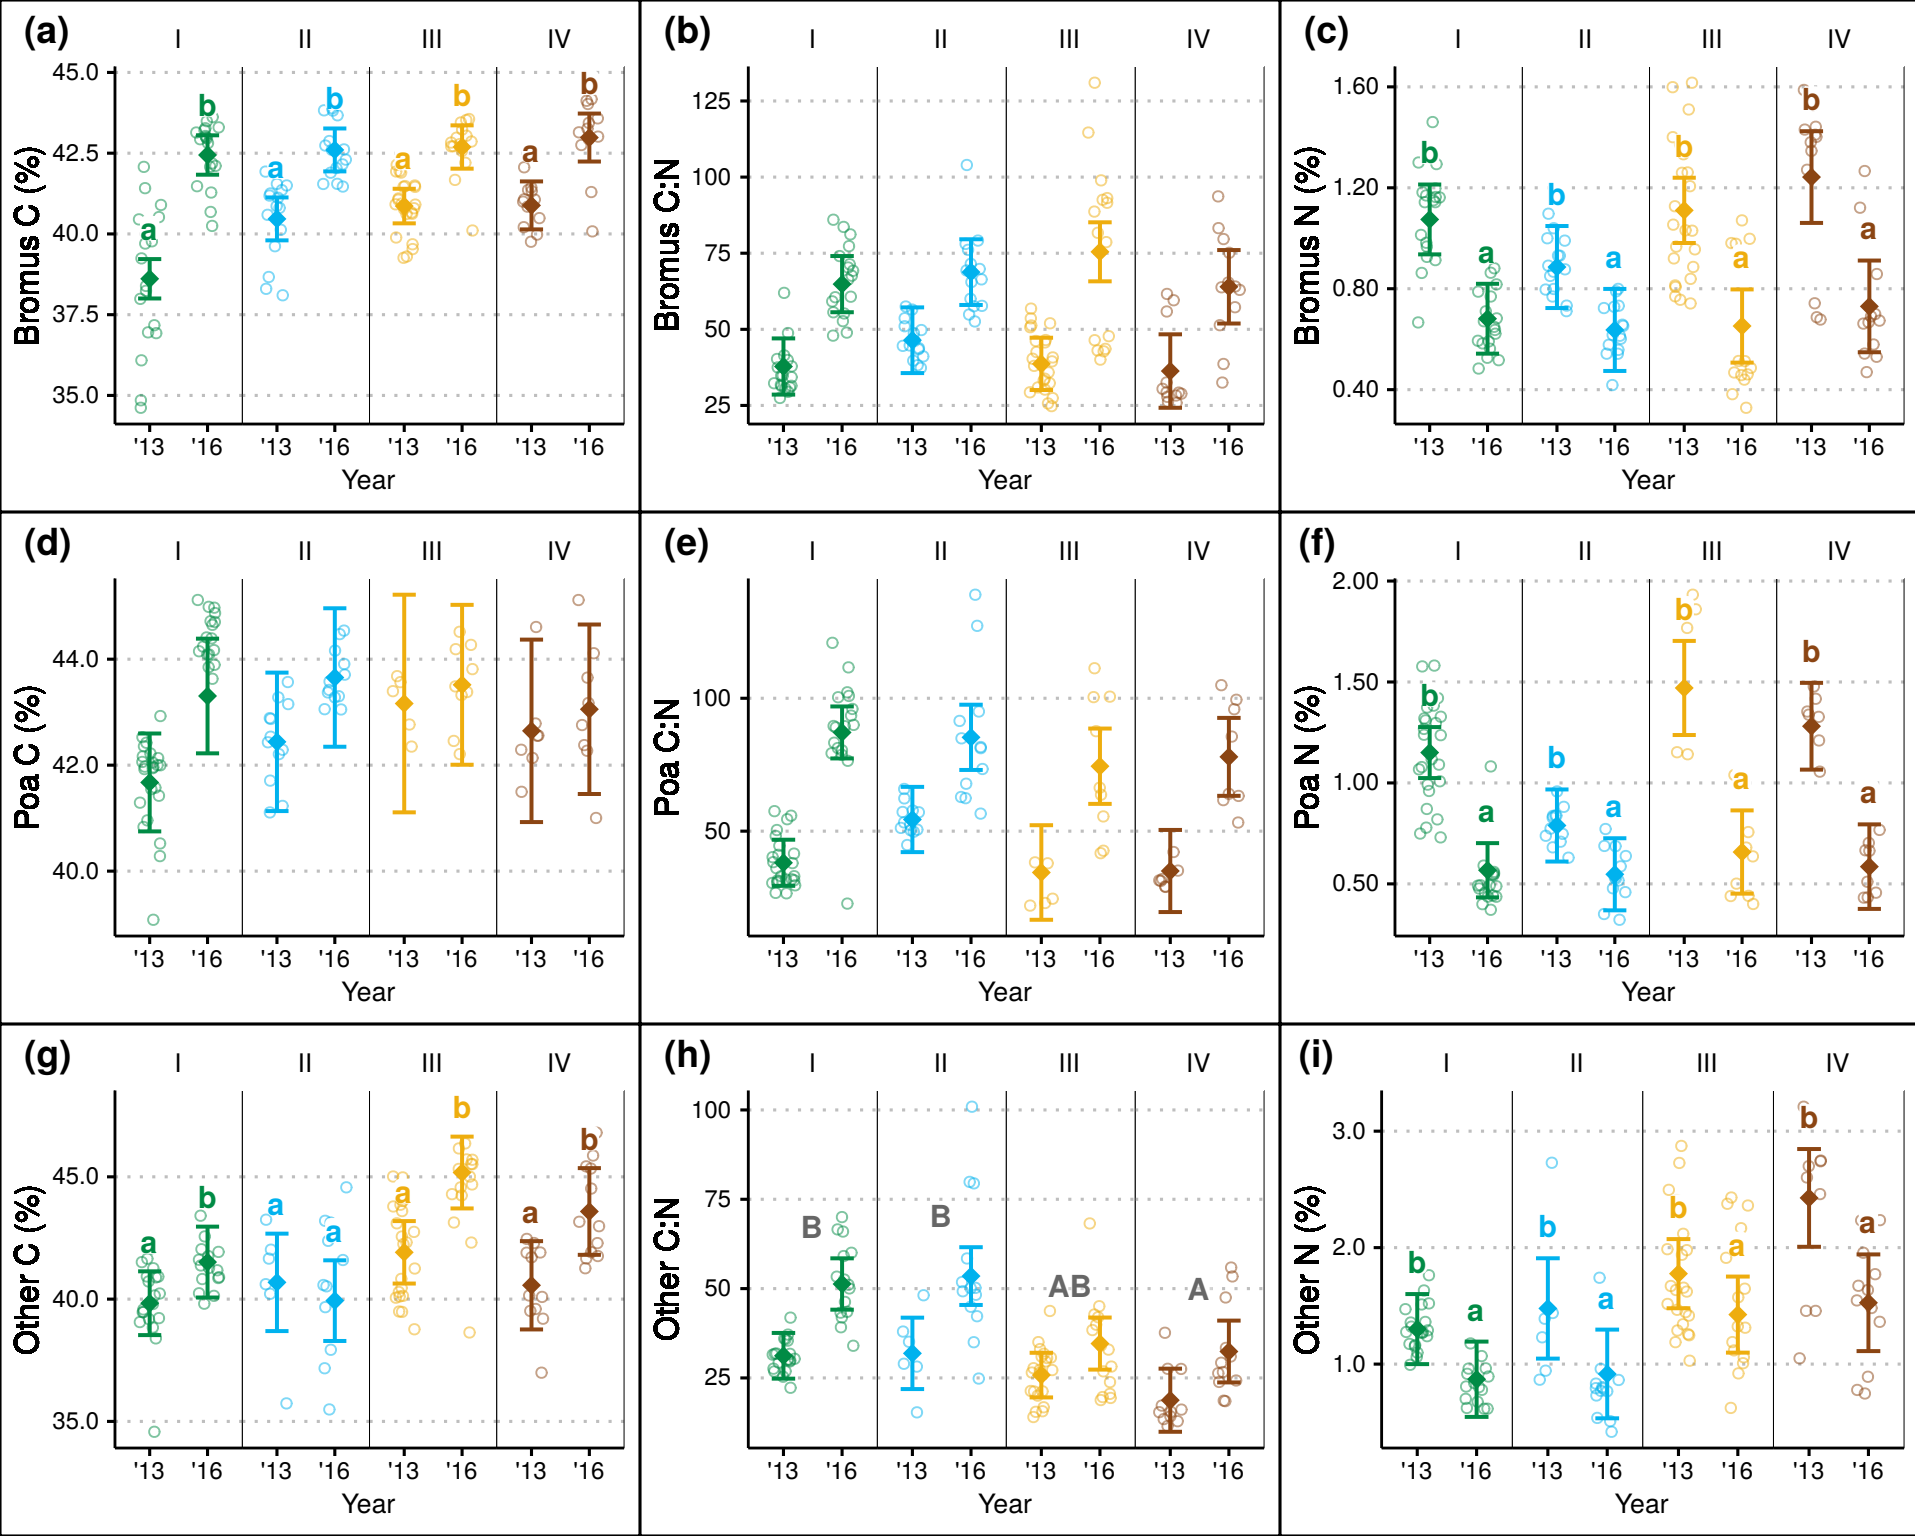 (a)
I II III IV
Bromus C (%)
45.0
42.5
40.0
37.5
35.0
a b a b a b a b
'13 '16 '13 '16 '13 '16 '13 '16
Year
(b)
I II III IV
Bromus C:N
125
100
75
50
25
'13 '16 '13 '16 '13 '16 '13 '16
Year
(c)
I II III IV
Bromus N (%)
1.60
1.20
0.80
0.40
b a b a b a b a
'13 '16 '13 '16 '13 '16 '13 '16
Year
(d)
I II III IV
Poa C (%)
44.0
42.0
40.0
'13 '16 '13 '16 '13 '16 '13 '16
Year
(e)
I II III IV
Poa C:N
100
50
'13 '16 '13 '16 '13 '16 '13 '16
Year
(f)
I II III IV
Poa N (%)
2.00
1.50
1.00
0.50
b a b a b a b a
'13 '16 '13 '16 '13 '16 '13 '16
Year
(g)
I II III IV
Other C (%)
45.0
40.0
35.0
a b a a a b a b
'13 '16 '13 '16 '13 '16 '13 '16
Year
(h)
I II III IV
Other C:N
100
75
50
25
B B AB A
'13 '16 '13 '16 '13 '16 '13 '16
Year
(i)
I II III IV
Other N (%)
3.0
2.0
1.0
b a b a b a b a
'13 '16 '13 '16 '13 '16 '13 '16
Year